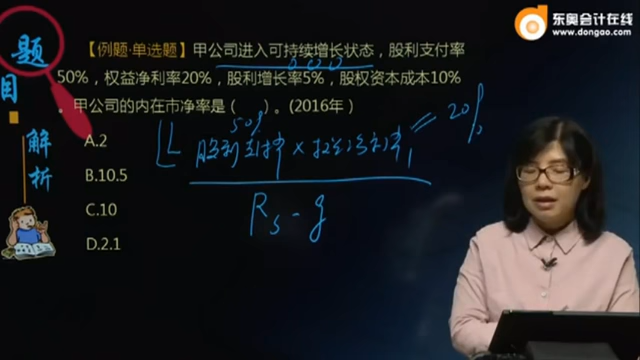 东奥会计在线
www.dongao.com
题目
解析
【例题·单选题】甲公司进入可持续增长状态，股利支付率
50%，权益净利率20%，股利增长率5%，股权资本成本10%
。甲公司的内在市净率是（　）。（2016年）
A.2
B.10.5
C.10
D.2.1
50%
股利支付率 × 权益净利率₁ = 20%
Rs - g